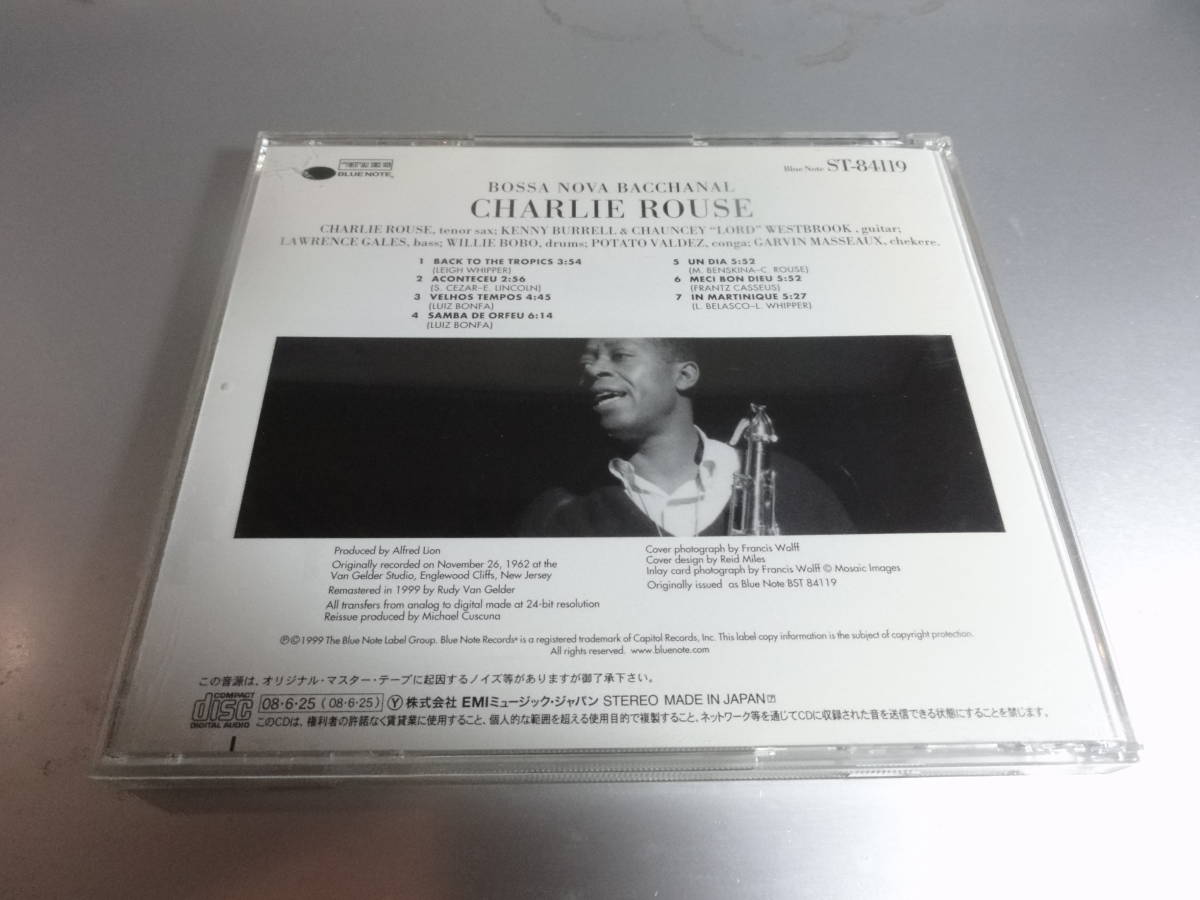 BLUE NOTE
Blue Note ST-84119
BOSSA NOVA BACCHANAL
CHARLIE ROUSE
CHARLIE ROUSE, tenor sax; KENNY BURRELL & CHAUNCEY "LORD" WESTBROOK , guitar;
LAWRENCE GALES, bass; WILLIE BOBO, drums; POTATO VALDEZ, conga; GARVIN MASSEAUX, chekere.
1 BACK TO THE TROPICS 3:54
(LEIGH WHIPPER)
2 ACONTECEU 2:56
(S. CEZAR–E. LINCOLN)
3 VELHOS TEMPOS 4:45
(LUIZ BONFA)
4 SAMBA DE ORFEU 6:14
(LUIZ BONFA)
5 UN DIA 5:52
(M. BENSKINA–C. ROUSE)
6 MECI BON DIEU 5:52
(FRANTZ CASSEUS)
7 IN MARTINIQUE 5:27
(L. BELASCO–L. WHIPPER)
Produced by Alfred Lion
Originally recorded on November 26, 1962 at the
Van Gelder Studio, Englewood Cliffs, New Jersey
Remastered in 1999 by Rudy Van Gelder
All transfers from analog to digital made at 24-bit resolution
Reissue produced by Michael Cuscuna
Cover photograph by Francis Wolff
Cover design by Reid Miles
Inlay card photograph by Francis Wolff © Mosaic Images
Originally issued as Blue Note BST 84119
℗©1999 The Blue Note Label Group. Blue Note Records® is a registered trademark of Capitol Records, Inc. This label copy information is the subject of copyright protection.
All rights reserved. www.bluenote.com
この音源は、オリジナル・マスター・テープに起因するノイズ等がありますが御了承下さい。
COMPACT disc DIGITAL AUDIO
08・6・25 (08・6・25) Ⓨ株式会社 EMIミュージック・ジャパン STEREO MADE IN JAPAN
このCDは、権利者の許諾なく賃貸業に使用すること、個人的な範囲を超える使用目的で複製すること、ネットワーク等を通じてCDに収録された音を送信できる状態にすることを禁じます。